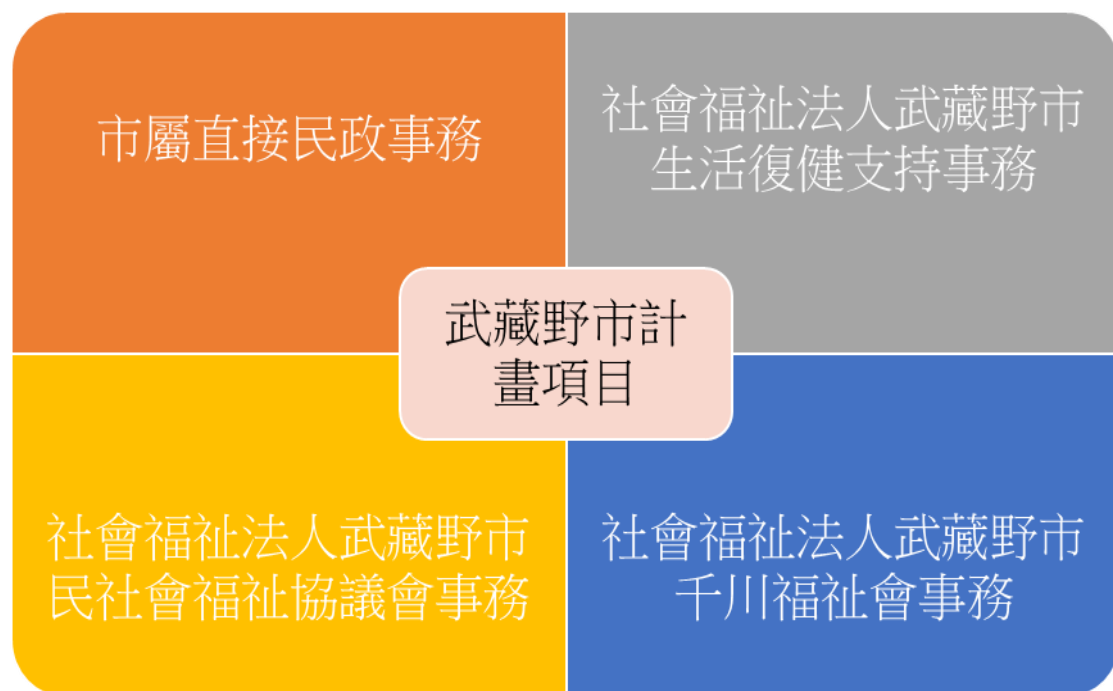 市屬直接民政事務
社會福祉法人武藏野市
生活復健支持事務
武藏野市計
畫項目
社會福祉法人武藏野市
民社會福祉協議會事務
社會福祉法人武藏野市
千川福祉會事務